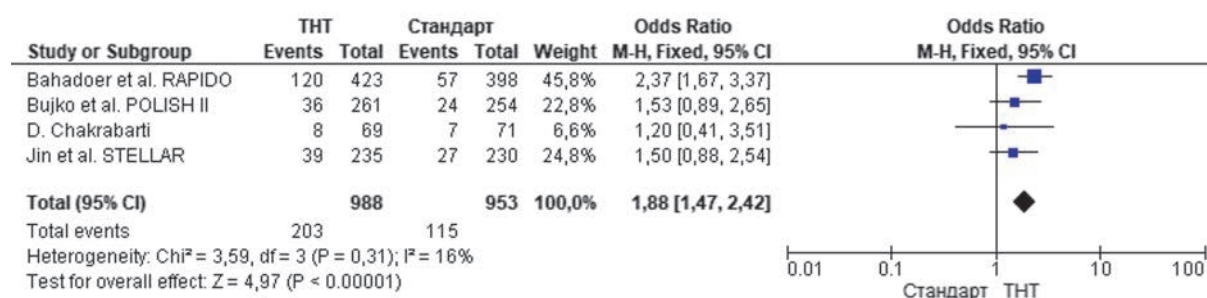 ТНТ Стандарт Odds Ratio Odds Ratio
Study or Subgroup Events Total Events Total Weight M-H, Fixed, 95% CI M-H, Fixed, 95% CI
Bahadoer et al. RAPIDO 120 423 57 398 45,8% 2,37 [1,67, 3,37]
Bujko et al. POLISH II 36 261 24 254 22,8% 1,53 [0,89, 2,65]
D. Chakrabarti 8 69 7 71 6,6% 1,20 [0,41, 3,51]
Jin et al. STELLAR 39 235 27 230 24,8% 1,50 [0,88, 2,54]
Total (95% CI) 988 953 100,0% 1,88 [1,47, 2,42]
Total events 203 115
Heterogeneity: Chi² = 3,59, df = 3 (P = 0,31); I² = 16%
Test for overall effect: Z = 4,97 (P < 0.00001)
0.01 0.1 1 10 100
Стандарт ТНТ